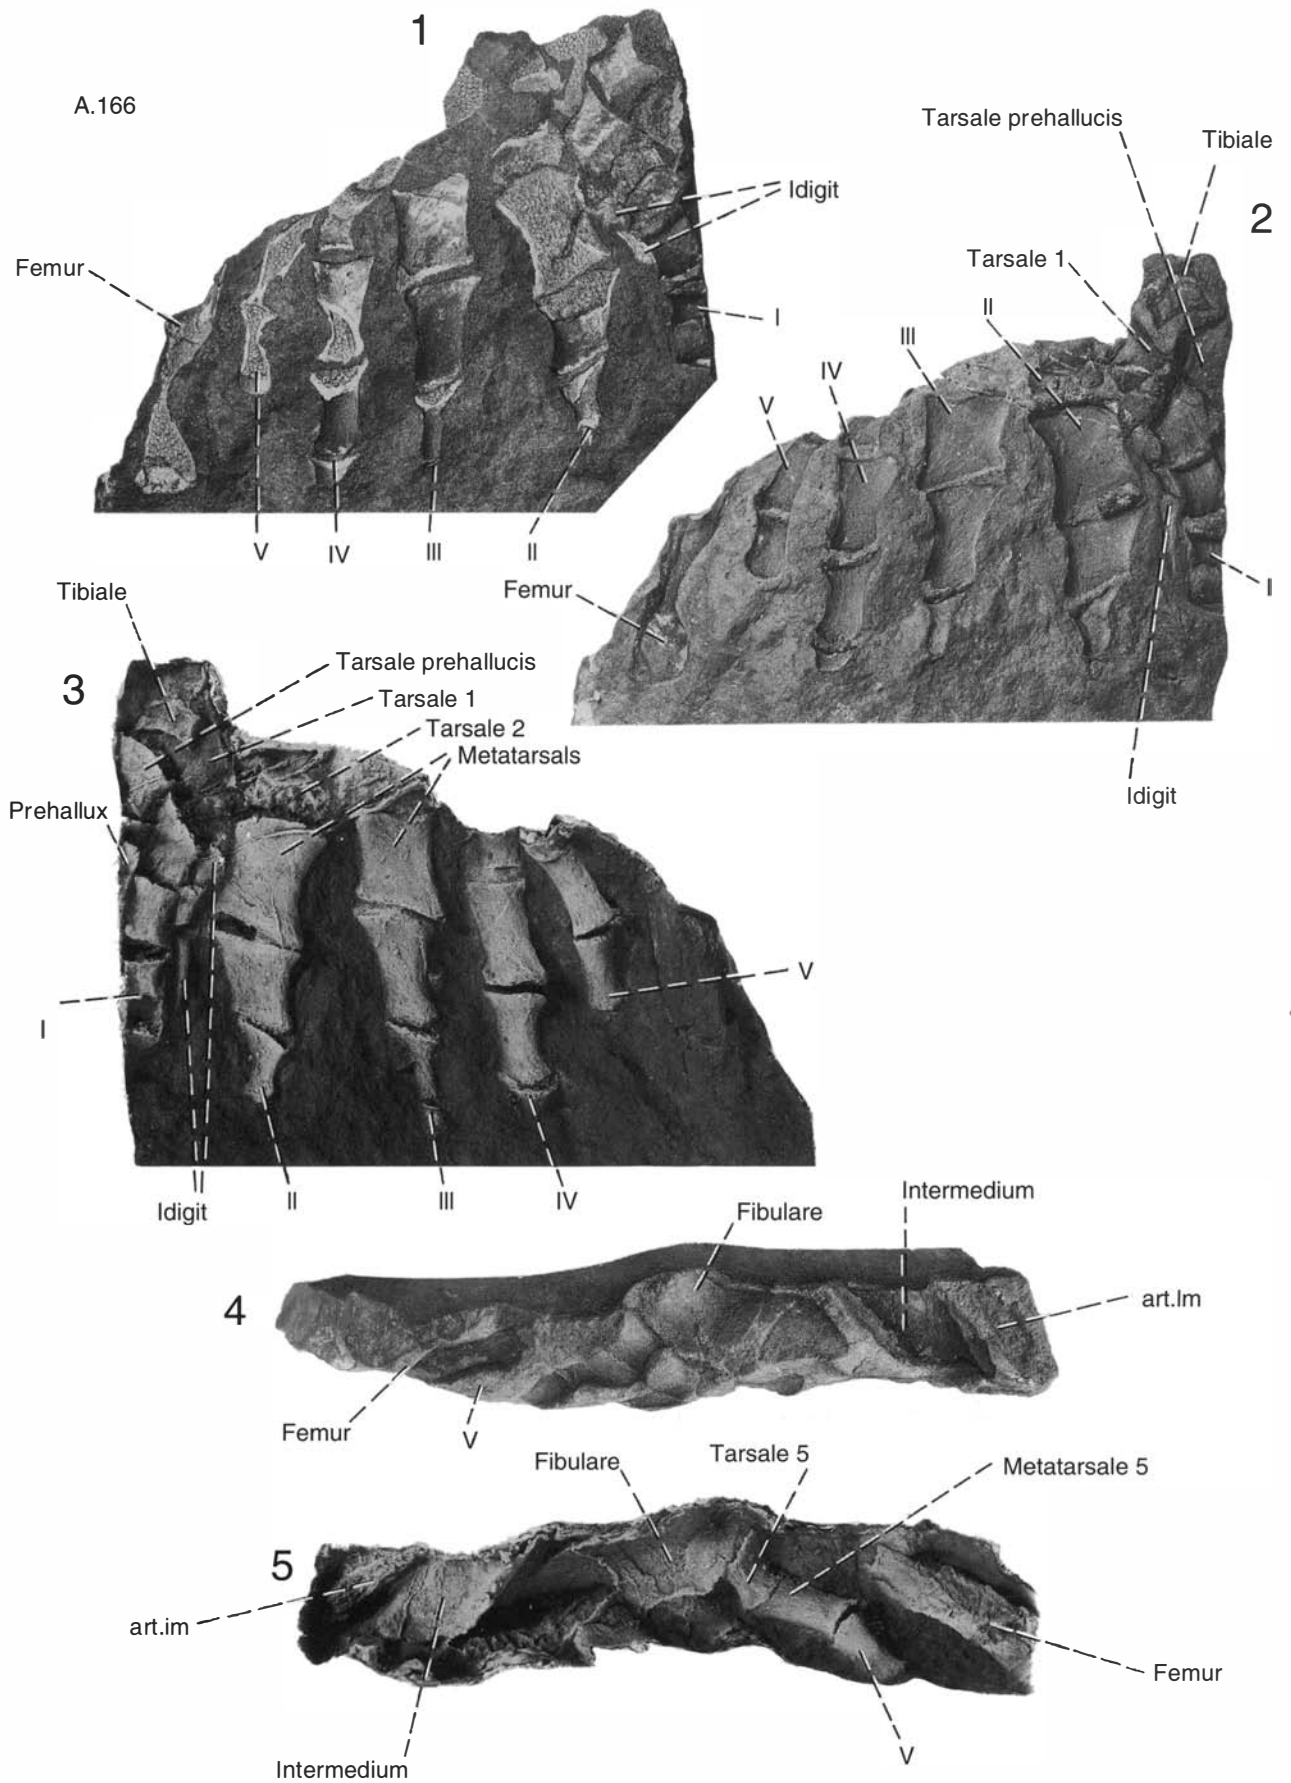 1
A.166
Idigit
Femur
I
V
IV
III
II
Tarsale prehallucis
Tibiale
2
Tarsale 1
II
III
IV
V
Femur
I
Idigit
Tibiale
3
Tarsale prehallucis
Tarsale 1
Tarsale 2
Metatarsals
Prehallux
V
I
Idigit
II
III
IV
Intermedium
Fibulare
4
art.Im
Femur
V
Fibulare
Tarsale 5
Metatarsale 5
5
art.im
Femur
V
Intermedium